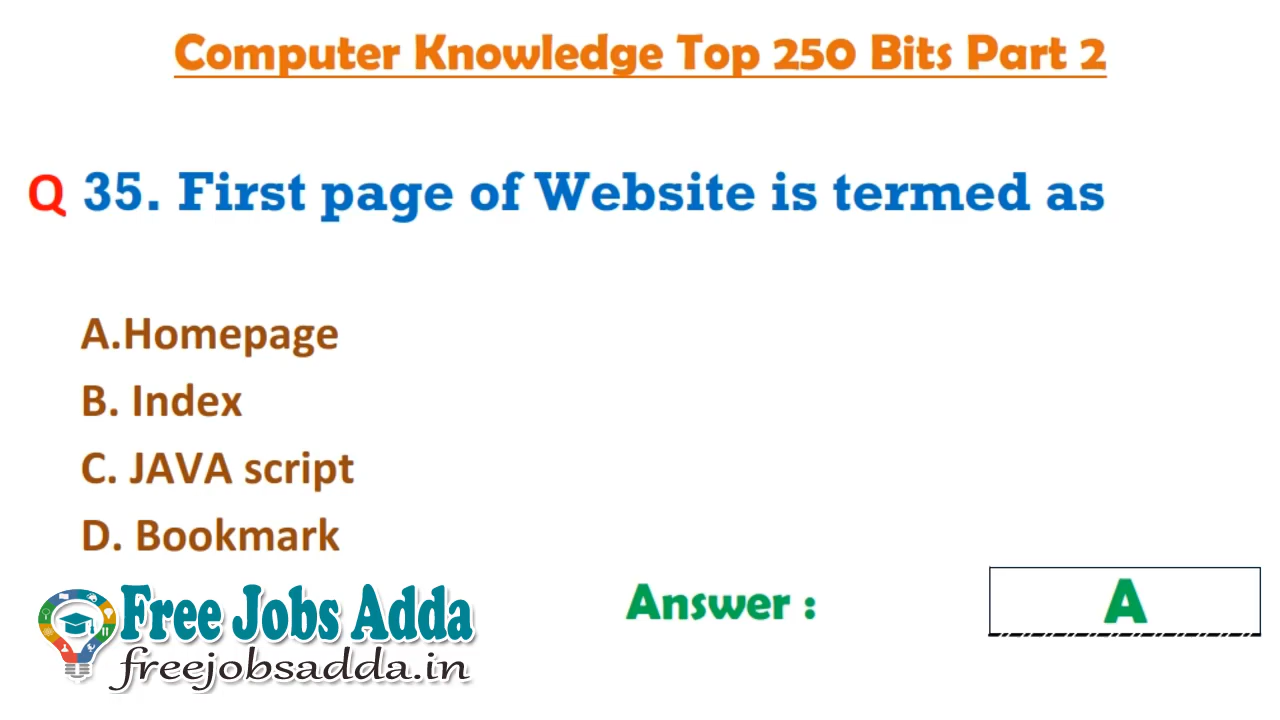 Computer Knowledge Top 250 Bits Part 2
Q 35. First page of Website is termed as
A.Homepage
B. Index
C. JAVA script
D. Bookmark
Free Jobs Adda
freejobsadda.in
Answer : A